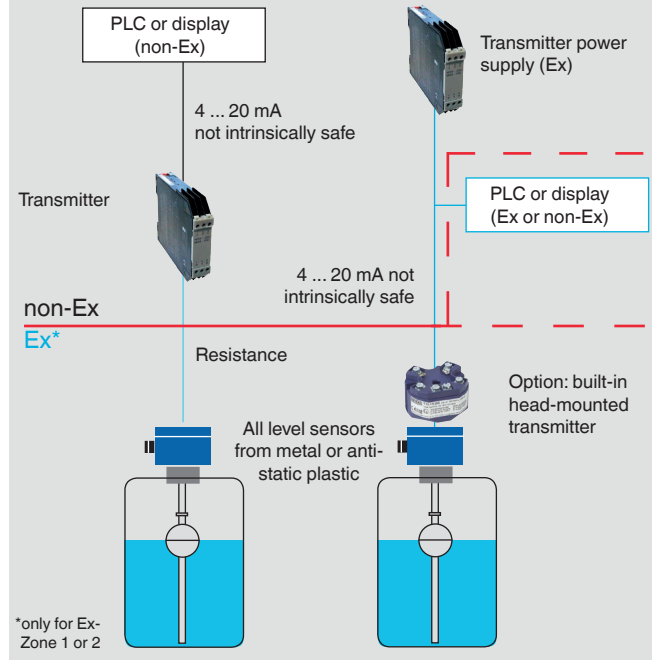 PLC or display
(non-Ex)
Transmitter power
supply (Ex)
4 ... 20 mA
not intrinsically safe
Transmitter
PLC or display
(Ex or non-Ex)
4 ... 20 mA not
intrinsically safe
non-Ex
Ex*
Resistance
Option: built-in
head-mounted
transmitter
All level sensors
from metal or anti-
static plastic
*only for Ex-
Zone 1 or 2